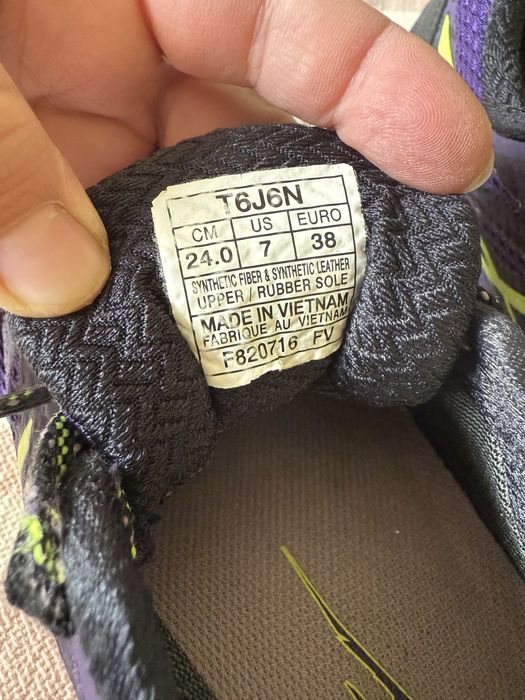 T6J6N
CM US EURO
24.0 7 38
SYNTHETIC FIBER & SYNTHETIC LEATHER
UPPER / RUBBER SOLE
MADE IN VIETNAM
FABRIQUE AU VIETNAM
F820716 FV